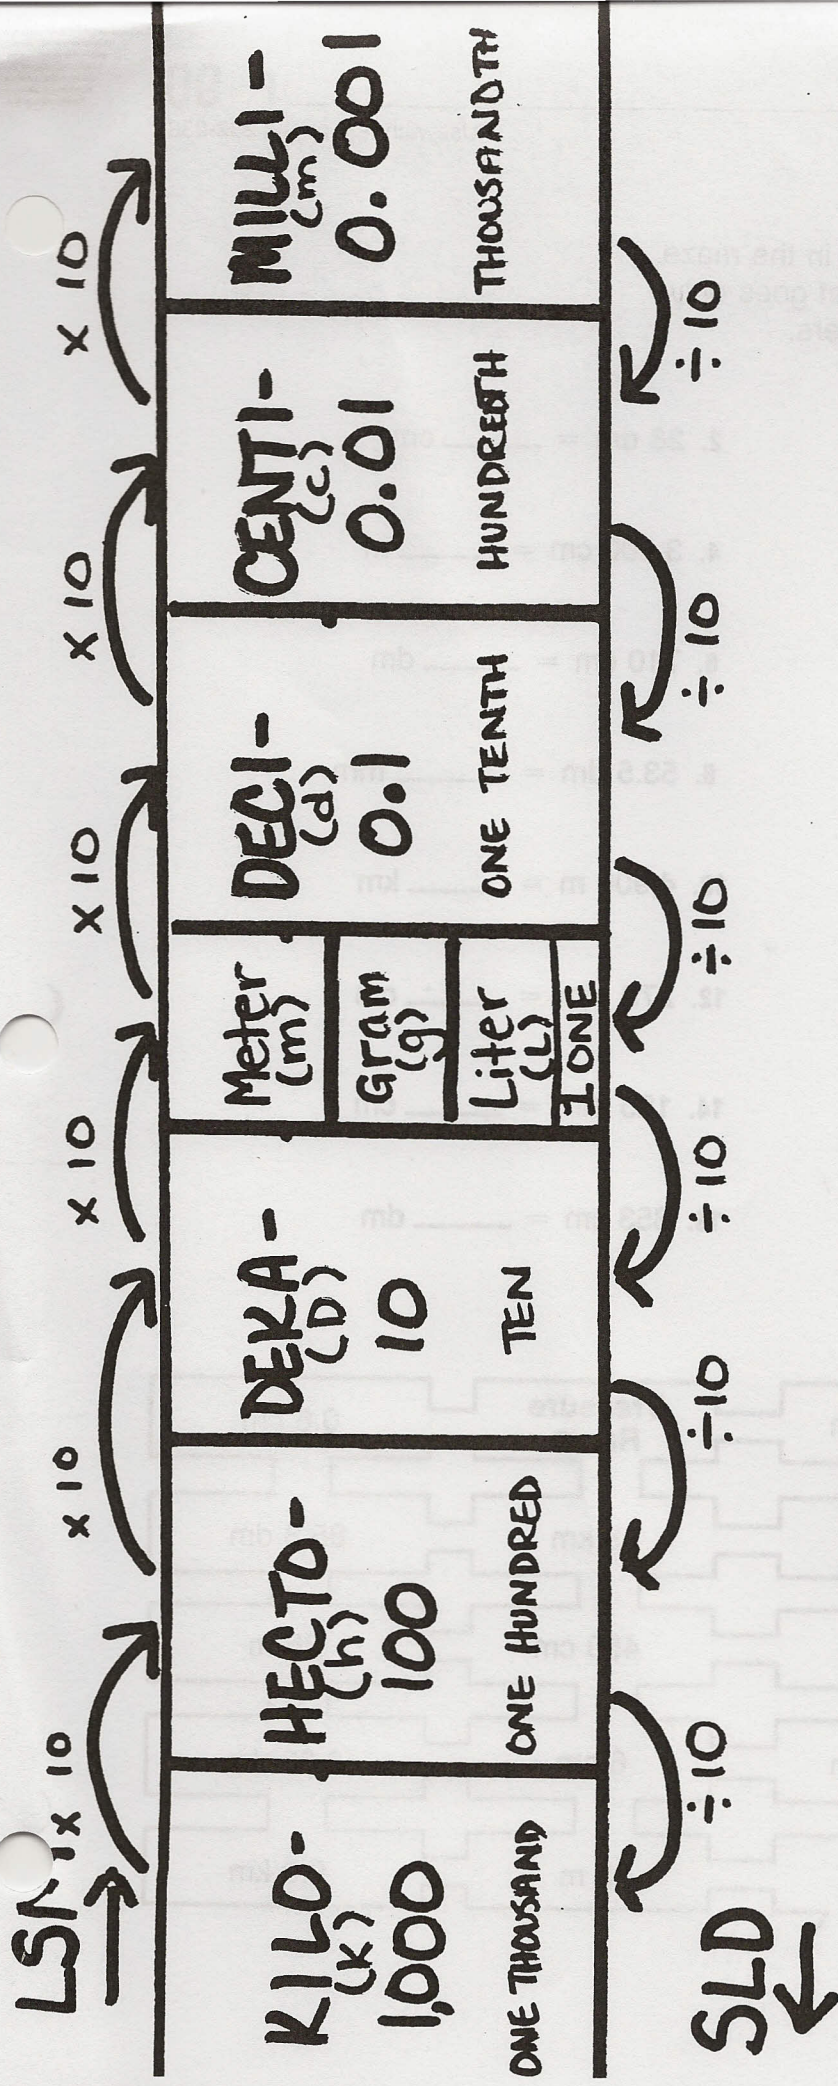 LSM
x 10
x 10
x 10
x 10
x 10
x 10
KILO-
(k)
1,000
ONE THOUSAND
HECTO-
(h)
100
ONE HUNDRED
DEKA-
(D)
10
TEN
Meter
(m)
Gram
(g)
Liter
(L)
1 ONE
DECI-
(d)
0.1
ONE TENTH
CENTI-
(c)
0.01
HUNDREDTH
MILLI-
(m)
0.001
THOUSANDTH
÷10
÷10
÷10
÷10
÷10
÷10
SLD